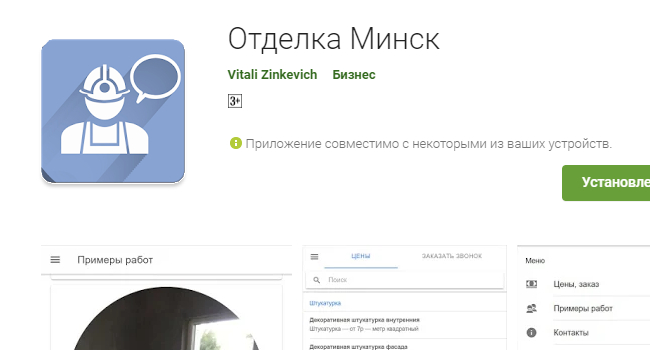 Отделка Минск
Vitali Zinkevich Бизнес
3+
Приложение совместимо с некоторыми из ваших устройств.
Установле
Примеры работ
ЦЕНЫ ЗАКАЗАТЬ ЗВОНОК
Поиск
Штукатурка
Декоративная штукатурка внутренняя
Штукатурка — от 7р — метр квадратный
Декоративная штукатурка фасада
Меню
Цены, заказ
Примеры работ
Контакты